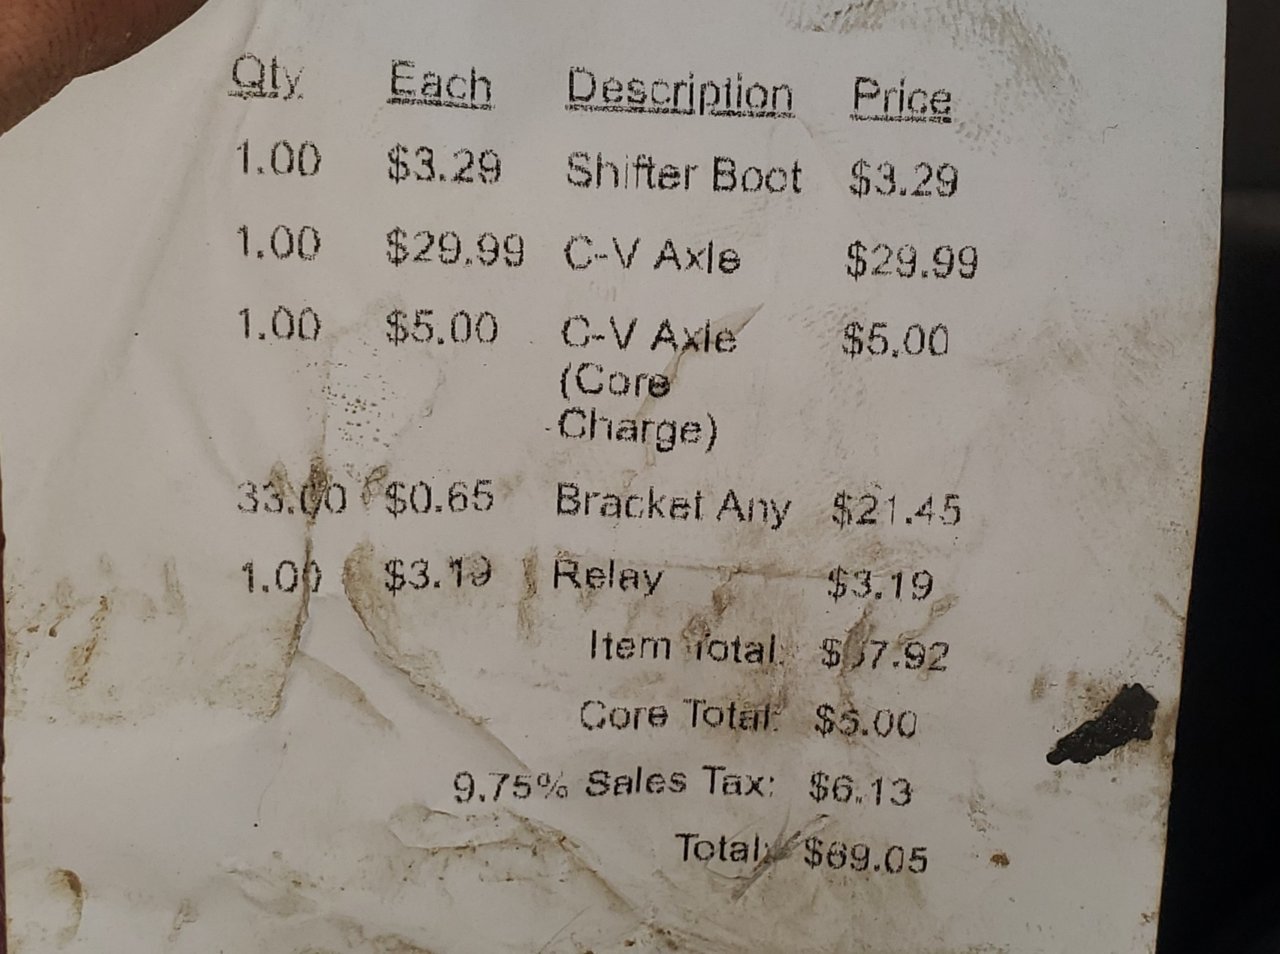 Qty Each Description Price
1.00 $3.29 Shifter Boot $3.29
1.00 $29.99 C-V Axle $29.99
1.00 $5.00 C-V Axle $5.00
(Core
Charge)
33.00 $0.65 Bracket Any $21.45
1.00 $3.19 Relay $3.19
Item Total:
Core Total: $5.00
9.75% Sales Tax: $6.13
Total: $69.05